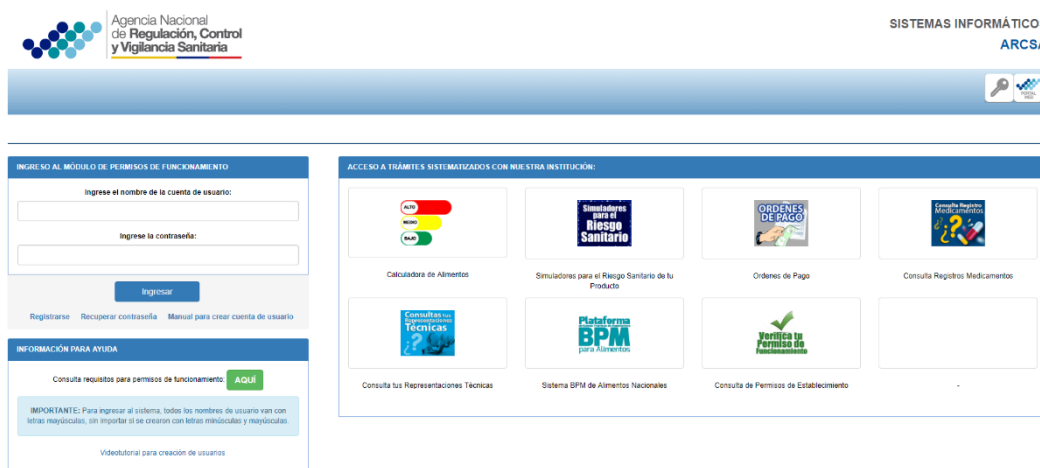 Agencia Nacional
de Regulación, Control
y Vigilancia Sanitaria
SISTEMAS INFORMÁTICOS
ARCSA
PORTAL WEB
INGRESO AL MÓDULO DE PERMISOS DE FUNCIONAMIENTO
Ingrese el nombre de la cuenta de usuario:
Ingrese la contraseña:
Ingresar
Registrarse Recuperar contraseña Manual para crear cuenta de usuario
INFORMACIÓN PARA AYUDA
Consulta requisitos para permisos de funcionamiento: AQUÍ
IMPORTANTE: Para ingresar al sistema, todos los nombres de usuario van con
letras mayúsculas, sin importar si se crearon con letras minúsculas y mayúsculas.
Videotutorial para creación de usuarios
ACCESO A TRÁMITES SISTEMATIZADOS CON NUESTRA INSTITUCIÓN:
ALTO
MEDIO
BAJO
Calculadora de Alimentos
Simuladores
para el
Riesgo
Sanitario
Simuladores para el Riesgo Sanitario de tu
Producto
ORDENES
DE PAGO
Ordenes de Pago
Consulta Registro
Medicamentos
Consulta Registros Medicamentos
Consultas tus
Representaciones
Técnicas
Consulta tus Representaciones Técnicas
Plataforma
BPM
para Alimentos
Sistema BPM de Alimentos Nacionales
Verifica tu
Permiso de
Funcionamiento
Consulta de Permisos de Establecimiento
-